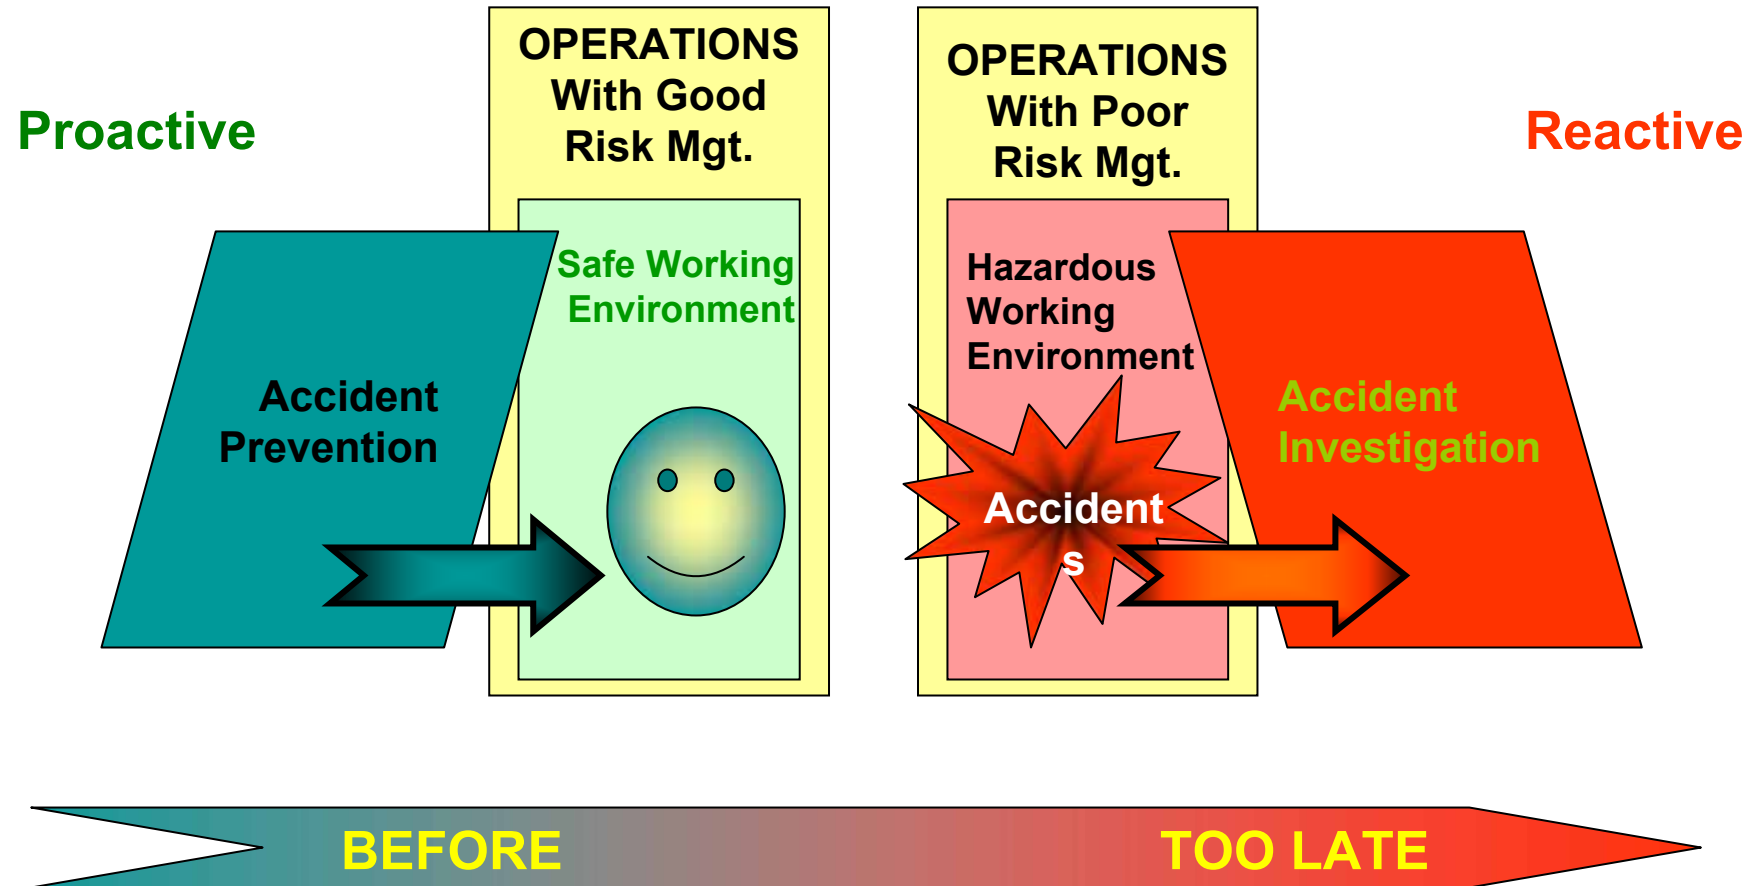 Proactive
OPERATIONS
With Good
Risk Mgt.
Safe Working
Environment
Accident
Prevention
OPERATIONS
With Poor
Risk Mgt.
Hazardous
Working
Environment
Accident
s
Reactive
Accident
Investigation
BEFORE
TOO LATE